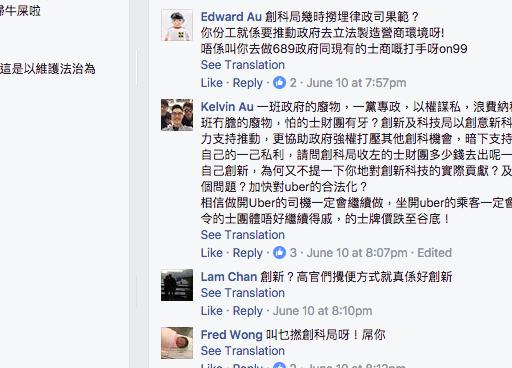 帚牛屎啦
這是以維護法治為
Edward Au 創科局幾時撈埋律政司果範？
你份工就係要推動政府去立法製造營商環境呀!
唔係叫你去做689政府同現有的士商嘅打手呀on99
See Translation
Like · Reply · 2 · June 10 at 7:57pm
Kelvin Au 一班政府的廢物，一黨專政，以權謀私，浪費納
班冇膽的廢物，怕的士財團有牙？創新及科技局以創意新科
力支持推動，更協助政府強權打壓其他創科機會，暗下支持
自己的一己私利，請問創科局收左的士財團多少錢去出呢一
自己創新，為何又不提一下你地對創新科技的實際貢獻？及
個問題？加快對uber的合法化？
相信做開Uber的司機一定會繼續做，坐開uber的乘客一定會
令的士團體唔好繼續得戚，的士牌價跌至谷底！
See Translation
Like · Reply · 3 · June 10 at 8:07pm · Edited
Lam Chan 創新？高官們攪便方式就真係好創新
See Translation
Like · Reply · June 10 at 8:10pm
Fred Wong 叫乜撚創科局呀！屌你
See Translation
Like · Reply · 2 · June 10 at 8:12pm